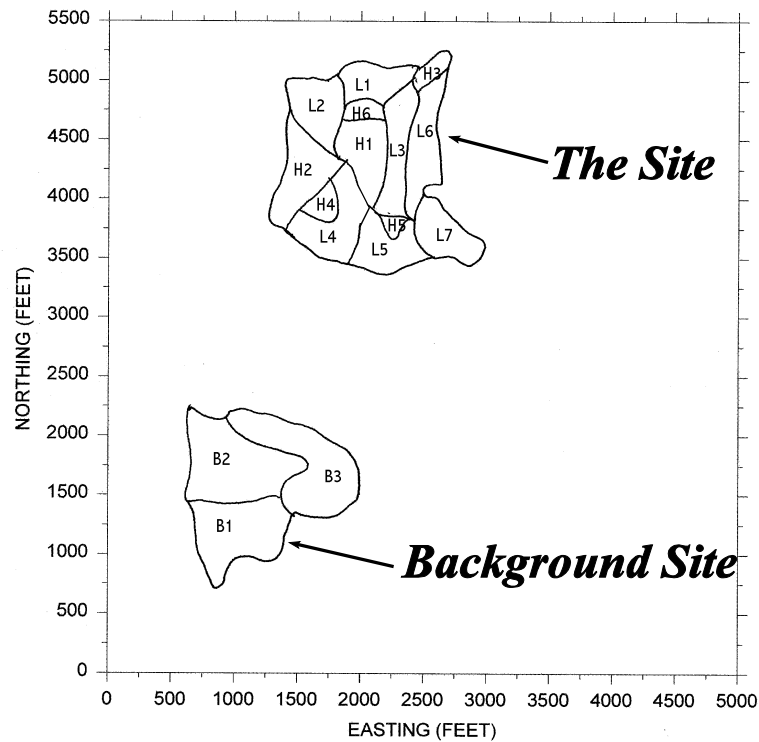 5500
5000
4500
4000
3500
3000
2500
2000
1500
1000
500
0
NORTHING (FEET)
H3
L1
L2
H6
L6
H1
L3
The Site
H2
H4
H5
L4
L7
L5
B2
B3
B1
Background Site
0 500 1000 1500 2000 2500 3000 3500 4000 4500 5000
EASTING (FEET)